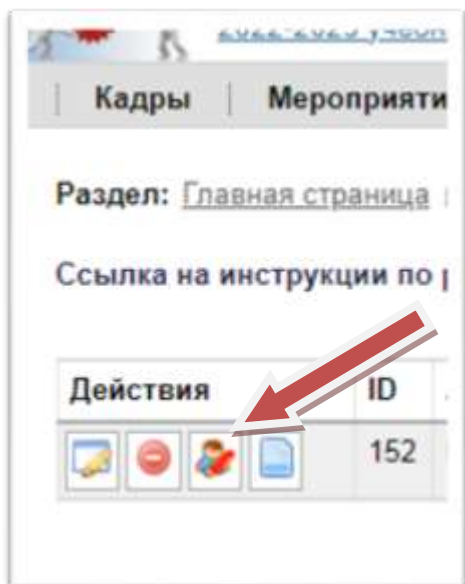 Кадры | Мероприяти
Раздел: Главная страница
Ссылка на инструкции по
Действия ID
152